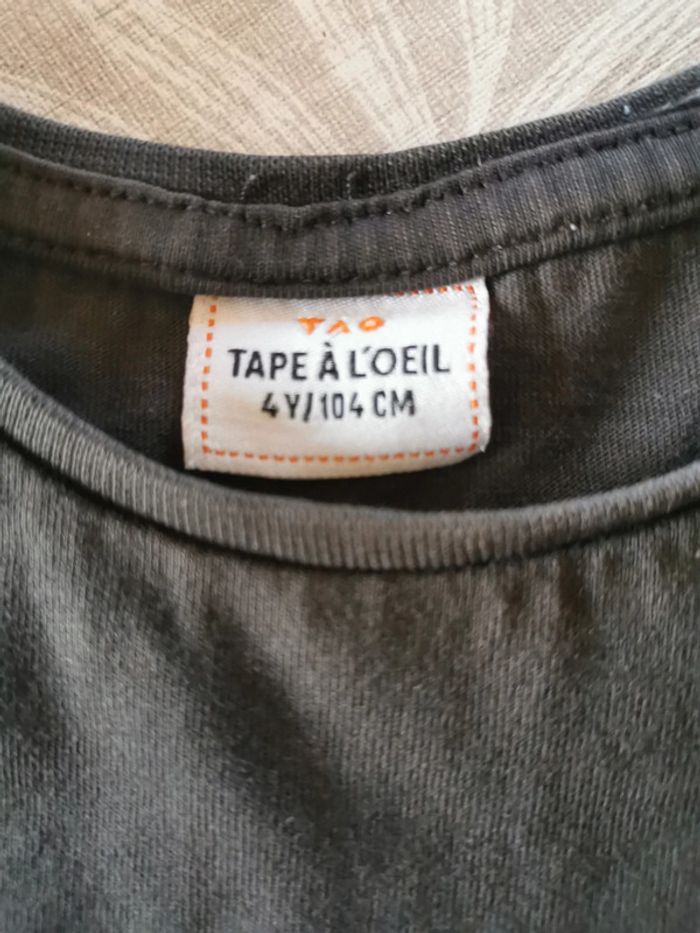 TAO
TAPE À L'OEIL
4Y/104 CM